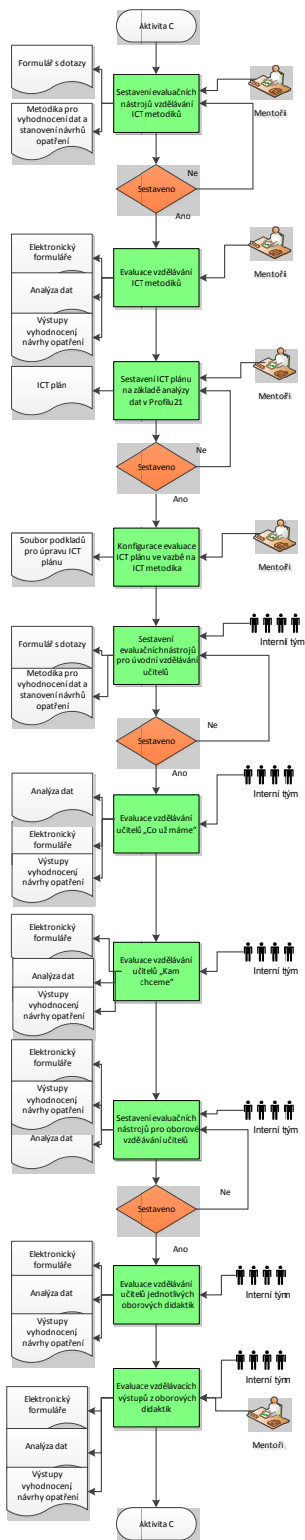 Aktivita C
Formulář s dotazy
Metodika pro
vyhodnocení dat a
stanovení návrhů
opatření
Sestavení evaluačních
nástrojů vzdělávání
ICT metodiků
Mentoři
Ne
Sestaveno
Ano
Elektronický
formuláře
Analýza dat
Výstupy
vyhodnocení,
návrhy opatření
Evaluace vzdělávání
ICT metodiků
Mentoři
ICT plán
Sestavení ICT plánu
na základě analýzy
dat v Profilu21
Mentoři
Ne
Sestaveno
Ano
Soubor podkladů
pro úpravu ICT
plánu
Konfigurace evaluace
ICT plánu ve vazbě na
ICT metodika
Mentoři
Formulář s dotazy
Metodika pro
vyhodnocení dat a
stanovení návrhů
opatření
Sestavení
evaluačních nástrojů
pro úvodní vzdělávání
učitelů
Interní tým
Ne
Sestaveno
Ano
Analýza dat
Elektronický
formuláře
Výstupy
vyhodnocení,
návrhy opatření
Evaluace vzdělávání
učitelů „Co už máme“
Interní tým
Elektronický
formuláře
Analýza dat
Výstupy
vyhodnocení,
návrhy opatření
Evaluace vzdělávání
učitelů „Kam
chceme“
Interní tým
Elektronický
formuláře
Výstupy
vyhodnocení,
návrhy opatření
Analýza dat
Sestavení evaluačních
nástrojů pro oborové
vzděávání učitelů
Interní tým
Ne
Sestaveno
Ano
Elektronický
formuláře
Analýza dat
Výstupy
vyhodnocení,
návrhy opatření
Evaluace vzdělávání
učitelů jednotlivých
oborových didaktik
Interní tým
Elektronický
formuláře
Analýza dat
Výstupy
vyhodnocení,
návrhy opatření
Evaluace vzdělávacích
výstupů z oborových
didaktik
Interní tým
Mentoři
Aktivita C